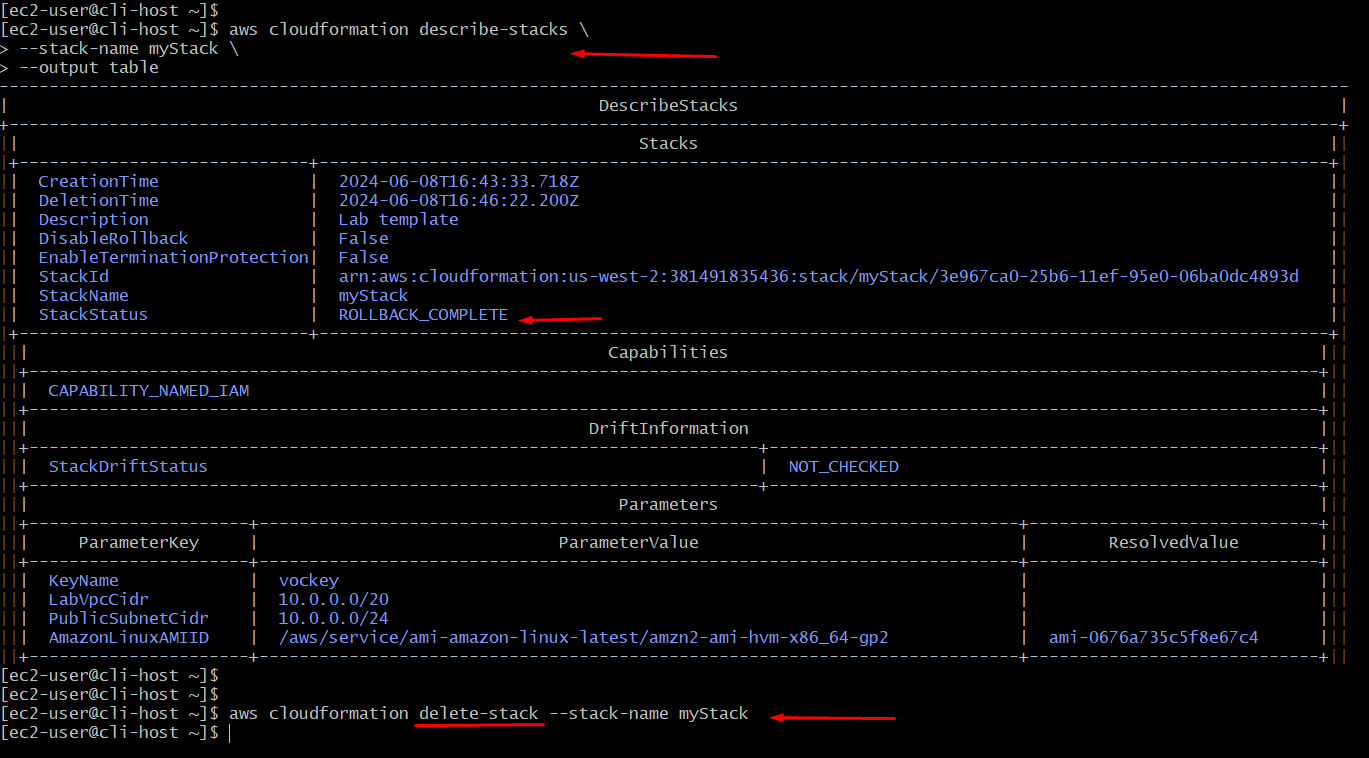 [ec2-user@cli-host ~]$
[ec2-user@cli-host ~]$ aws cloudformation describe-stacks \
> --stack-name myStack \
> --output table
DescribeStacks
Stacks
CreationTime | 2024-06-08T16:43:33.718Z
DeletionTime | 2024-06-08T16:46:22.200Z
Description | Lab template
DisableRollback | False
EnableTerminationProtection| False
StackId | arn:aws:cloudformation:us-west-2:381491835436:stack/myStack/3e967ca0-25b6-11ef-95e0-06ba0dc4893d
StackName | myStack
StackStatus | ROLLBACK_COMPLETE
Capabilities
CAPABILITY_NAMED_IAM
DriftInformation
StackDriftStatus | NOT_CHECKED
Parameters
ParameterKey | ParameterValue | ResolvedValue
KeyName | vockey |
LabVpcCidr | 10.0.0.0/20 |
PublicSubnetCidr | 10.0.0.0/24 |
AmazonLinuxAMIID | /aws/service/ami-amazon-linux-latest/amzn2-ami-hvm-x86_64-gp2 | ami-0676a735c5f8e67c4
[ec2-user@cli-host ~]$
[ec2-user@cli-host ~]$
[ec2-user@cli-host ~]$ aws cloudformation delete-stack --stack-name myStack
[ec2-user@cli-host ~]$